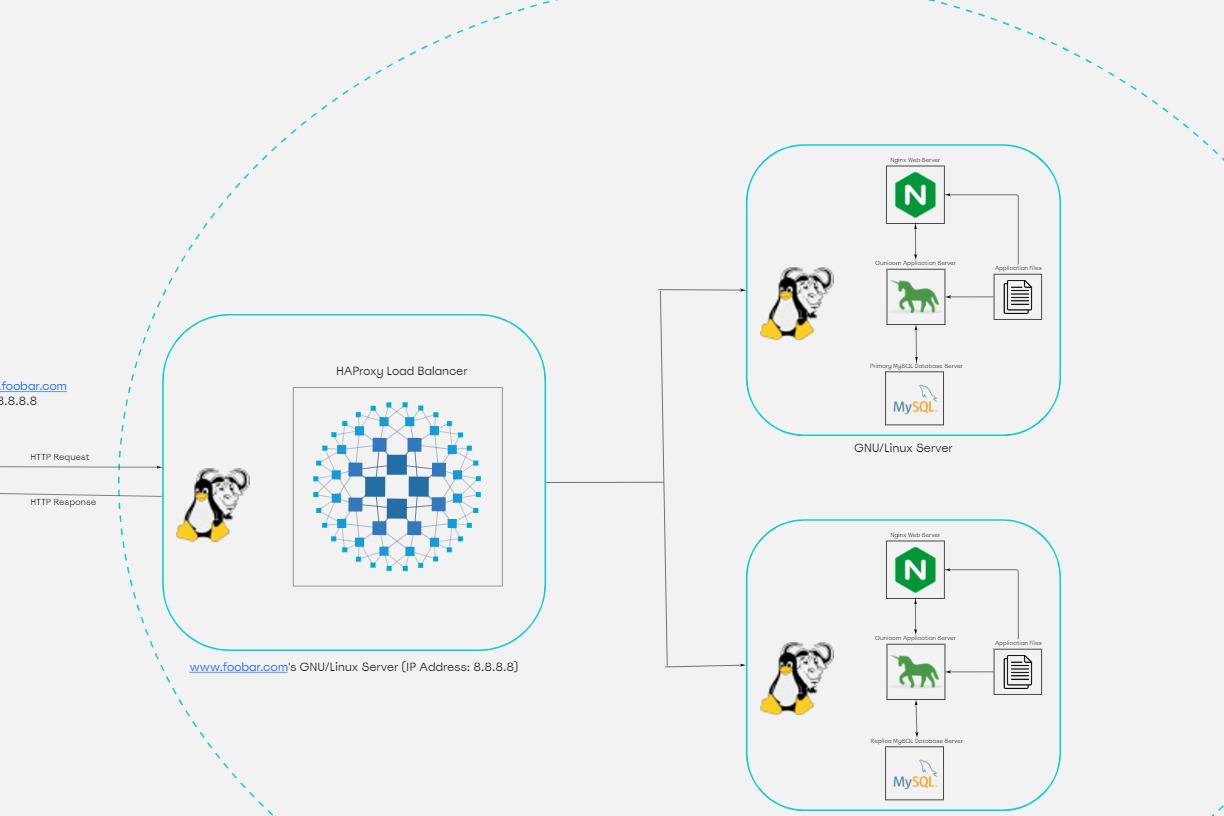 .foobar.com
8.8.8.8
HTTP Request
HTTP Response
HAProxy Load Balancer
www.foobar.com's GNU/Linux Server (IP Address: 8.8.8.8)
Nginx Web Server
N
Gunicorn Application Server
Application Files
Primary MySQL Database Server
MySQL
GNU/Linux Server
Nginx Web Server
N
Gunicorn Application Server
Application Files
Replica MySQL Database Server
MySQL